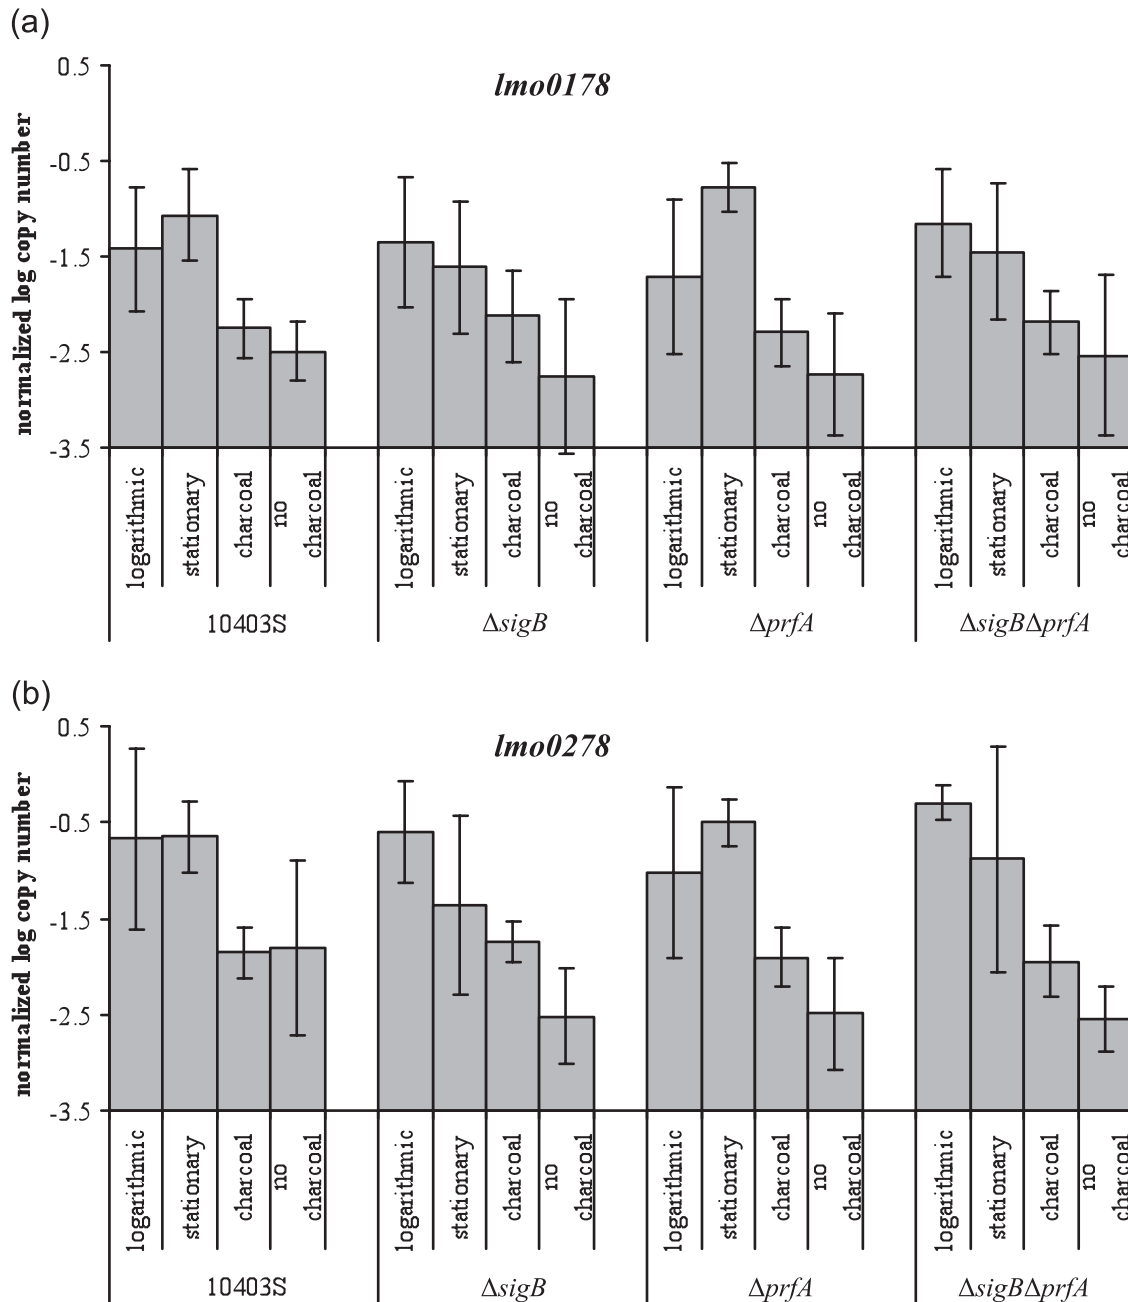 (a)
lmo0178
normalized log copy number
0.5
-0.5
-1.5
-2.5
-3.5
logarithmic
stationary
charcoal
no
charcoal
logarithmic
stationary
charcoal
no
charcoal
logarithmic
stationary
charcoal
no
charcoal
logarithmic
stationary
charcoal
no
charcoal
10403S
ΔsigB
ΔprfA
ΔsigBΔprfA
(b)
lmo0278
normalized log copy number
0.5
-0.5
-1.5
-2.5
-3.5
logarithmic
stationary
charcoal
no
charcoal
logarithmic
stationary
charcoal
no
charcoal
logarithmic
stationary
charcoal
no
charcoal
logarithmic
stationary
charcoal
no
charcoal
10403S
ΔsigB
ΔprfA
ΔsigBΔprfA